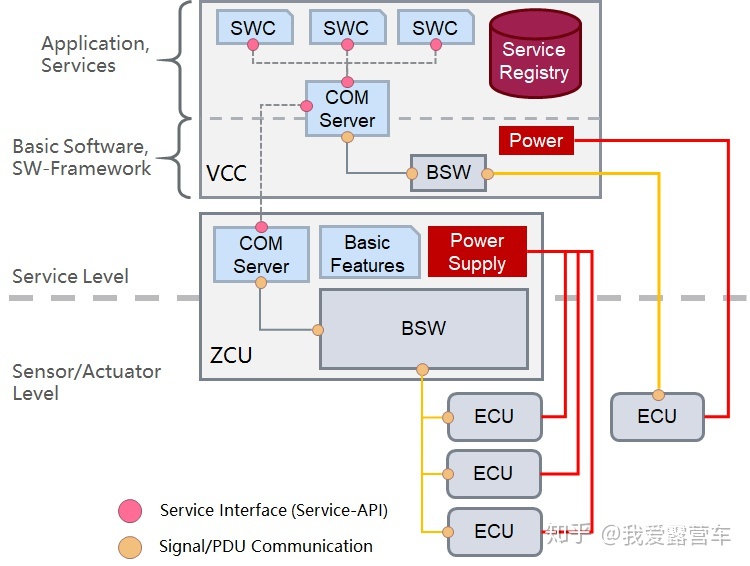 Application,
Services
SWC
SWC
SWC
Service
Registry
COM
Server
Basic Software,
SW-Framework
Power
VCC
BSW
COM
Server
Basic
Features
Power
Supply
Service Level
BSW
ZCU
Sensor/Actuator
Level
ECU
ECU
ECU
ECU
Service Interface (Service-API)
Signal/PDU Communication
知乎 @我爱露营车